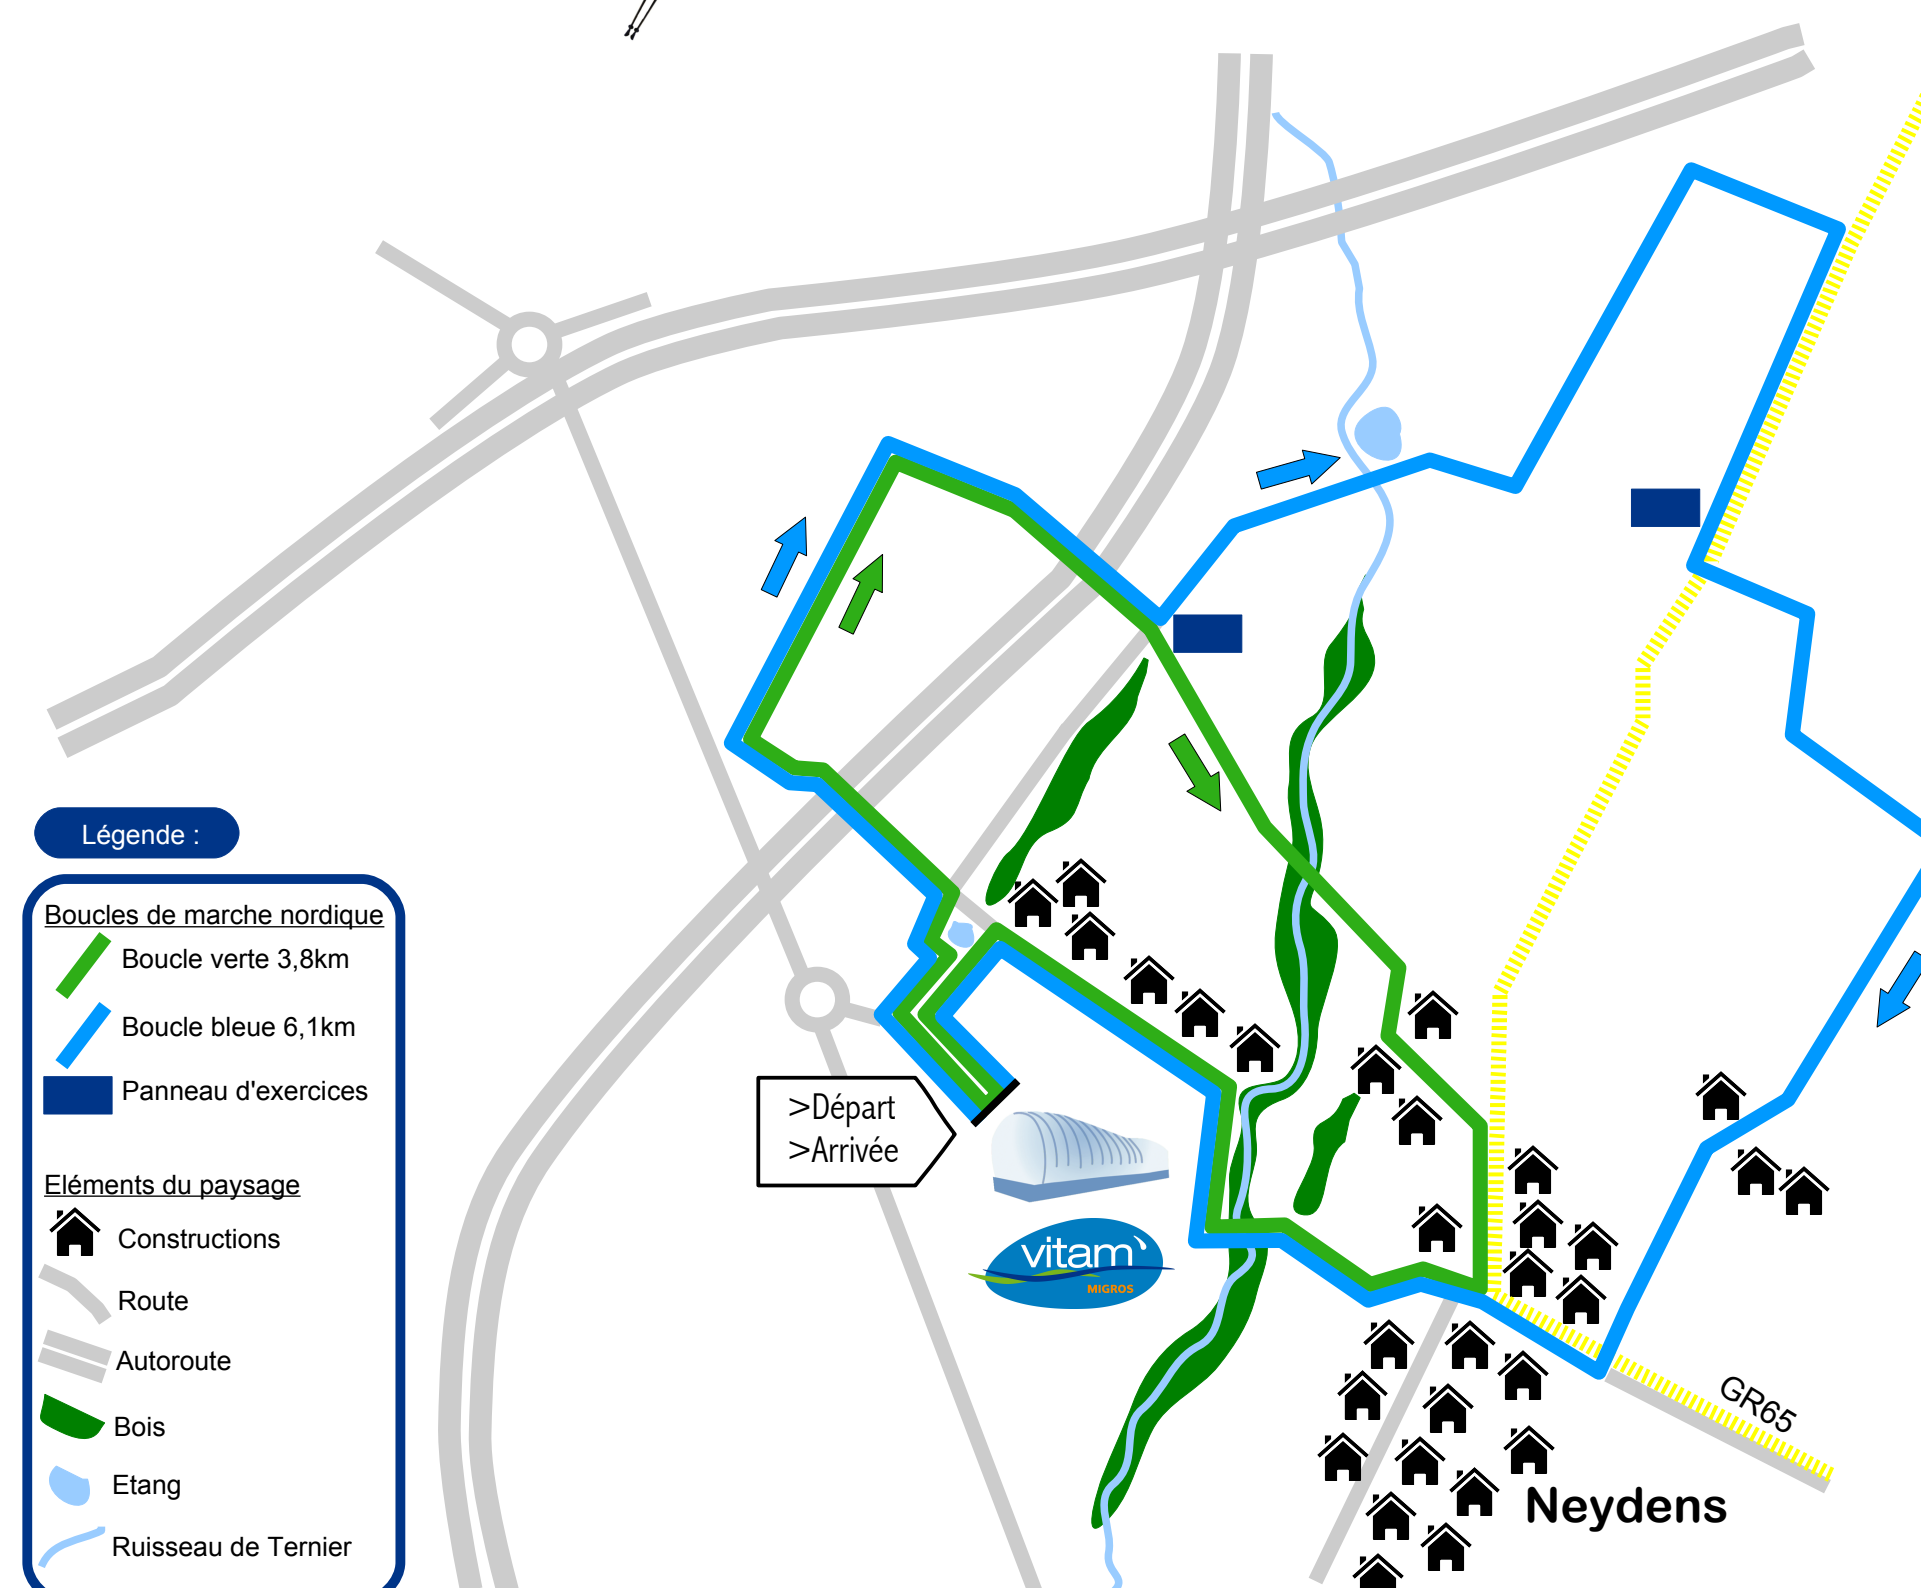 Légende :
Boucles de marche nordique
Boucle verte 3,8km
Boucle bleue 6,1km
Panneau d'exercices
Eléments du paysage
Constructions
Route
Autoroute
Bois
Etang
Ruisseau de Ternier
>Départ
>Arrivée
vitam'
MIGROS
GR65
Neydens